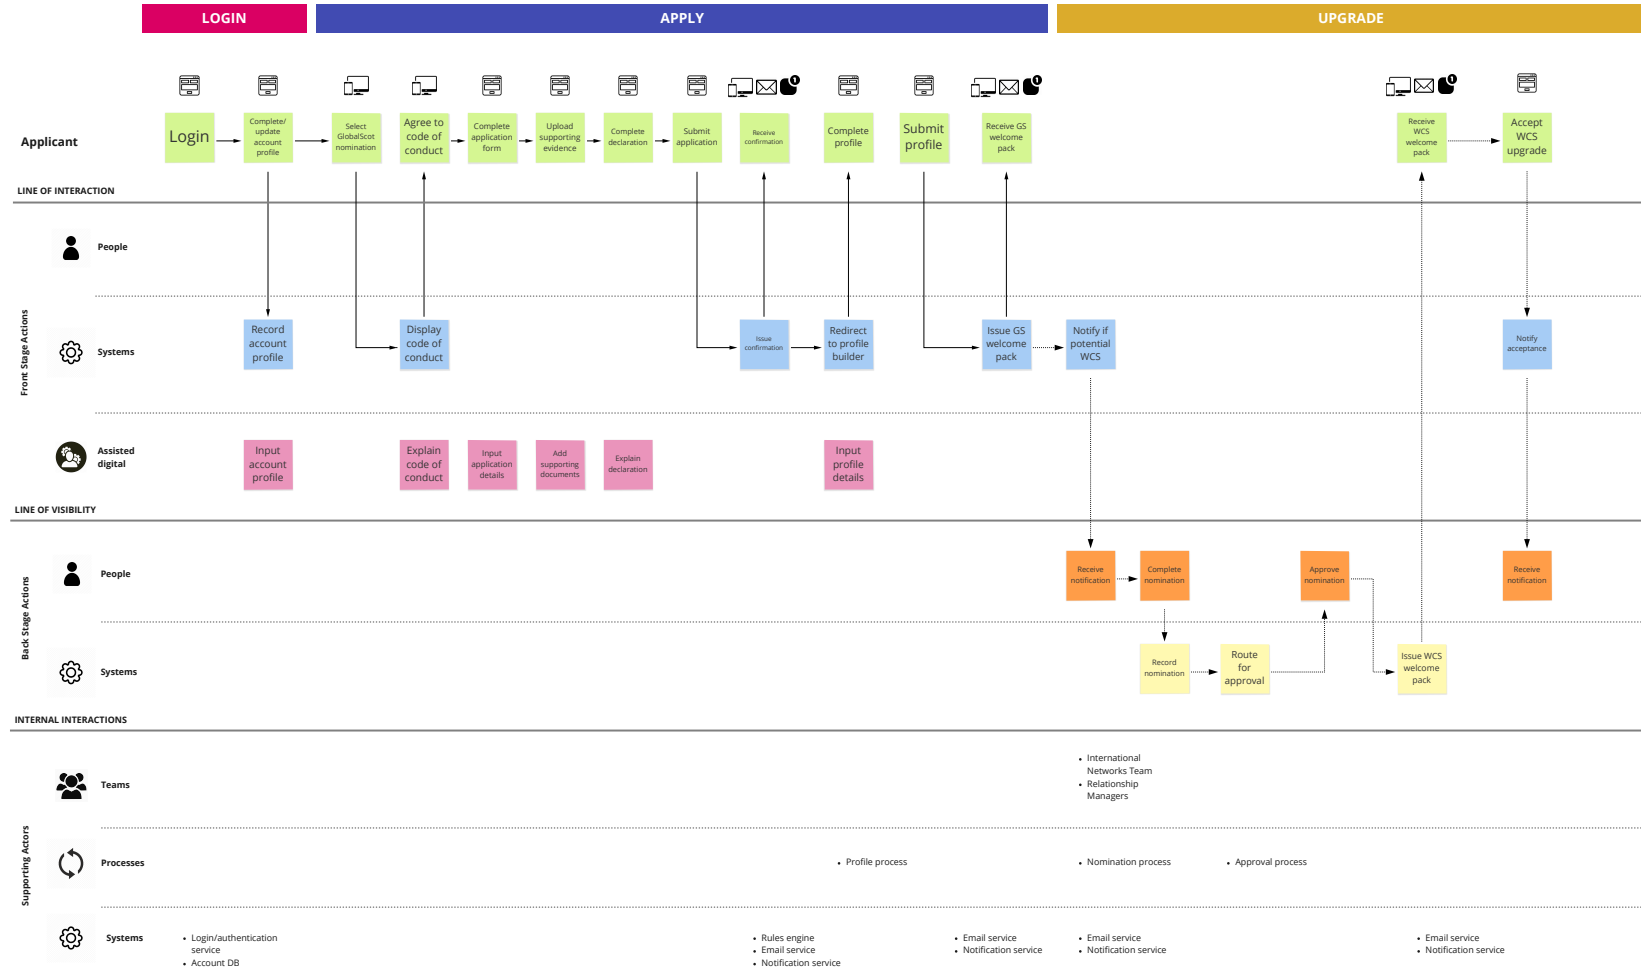 LOGIN
APPLY
UPGRADE
1
1
1
Applicant
Login
Complete/
update
account
profile
Select
GlobalScot
nomination
Agree to
code of
conduct
Complete
application
form
Upload
supporting
evidence
Complete
declaration
Submit
application
Receive
confirmation
Complete
profile
Submit
profile
Receive GS
welcome
pack
Receive
WCS
welcome
pack
Accept
WCS
upgrade
LINE OF INTERACTION
Front Stage Actions
People
Systems
Record
account
profile
Display
code of
conduct
Issue
confirmation
Redirect
to profile
builder
Issue GS
welcome
pack
Notify if
potential
WCS
Notify
acceptance
Assisted
digital
Input
account
profile
Explain
code of
conduct
Input
application
details
Add
supporting
documents
Explain
declaration
Input
profile
details
LINE OF VISIBILITY
Back Stage Actions
People
Receive
notification
Complete
nomination
Approve
nomination
Receive
notification
Systems
Record
nomination
Route
for
approval
Issue WCS
welcome
pack
INTERNAL INTERACTIONS
Supporting Actors
Teams
• International
Networks Team
• Relationship
Managers
Processes
• Profile process
• Nomination process
• Approval process
Systems
• Login/authentication
service
• Account DB
• Rules engine
• Email service
• Notification service
• Email service
• Notification service
• Email service
• Notification service
• Email service
• Notification service